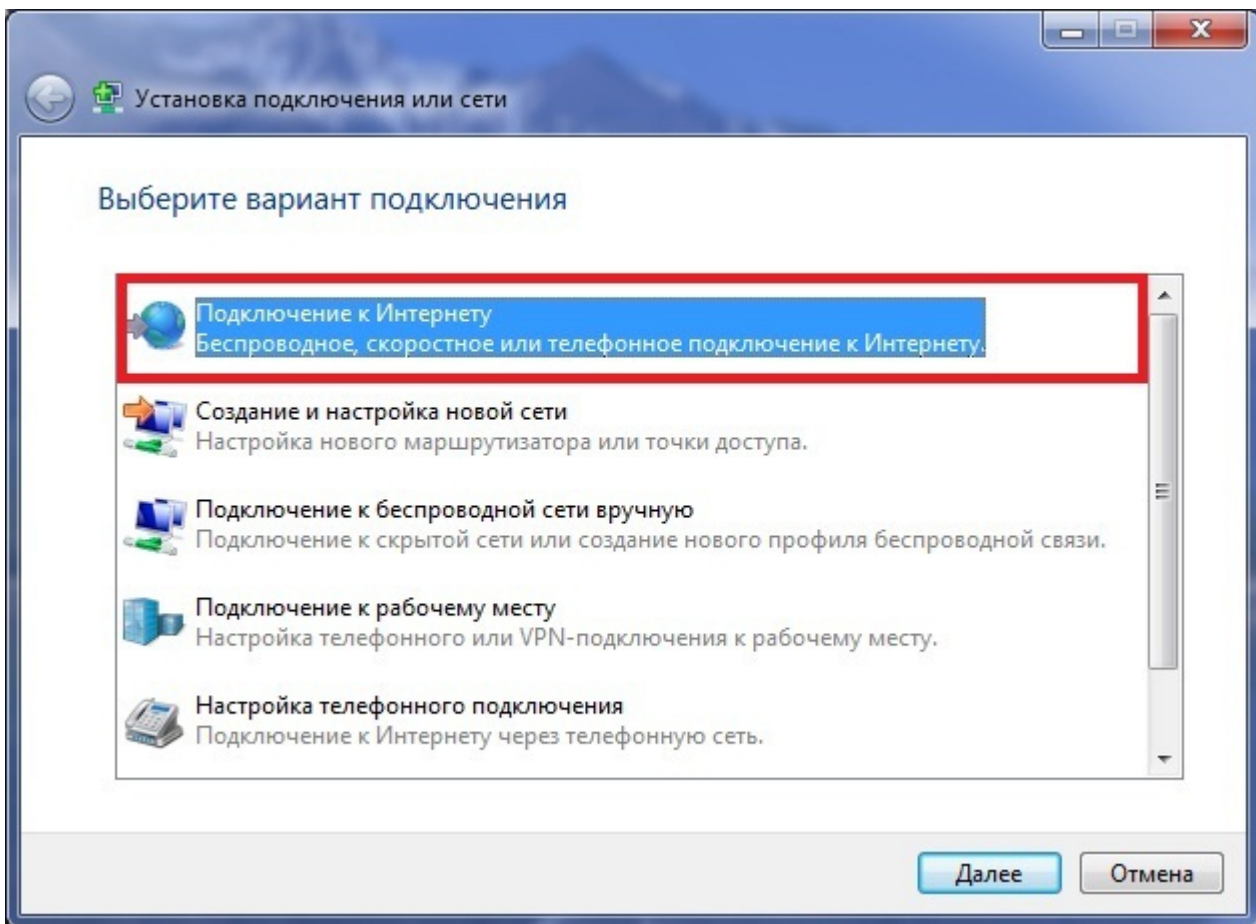 Установка подключения или сети
Выберите вариант подключения
Подключение к Интернету
Беспроводное, скоростное или телефонное подключение к Интернету.
Создание и настройка новой сети
Настройка нового маршрутизатора или точки доступа.
Подключение к беспроводной сети вручную
Подключение к скрытой сети или создание нового профиля беспроводной связи.
Подключение к рабочему месту
Настройка телефонного или VPN-подключения к рабочему месту.
Настройка телефонного подключения
Подключение к Интернету через телефонную сеть.
Далее Отмена